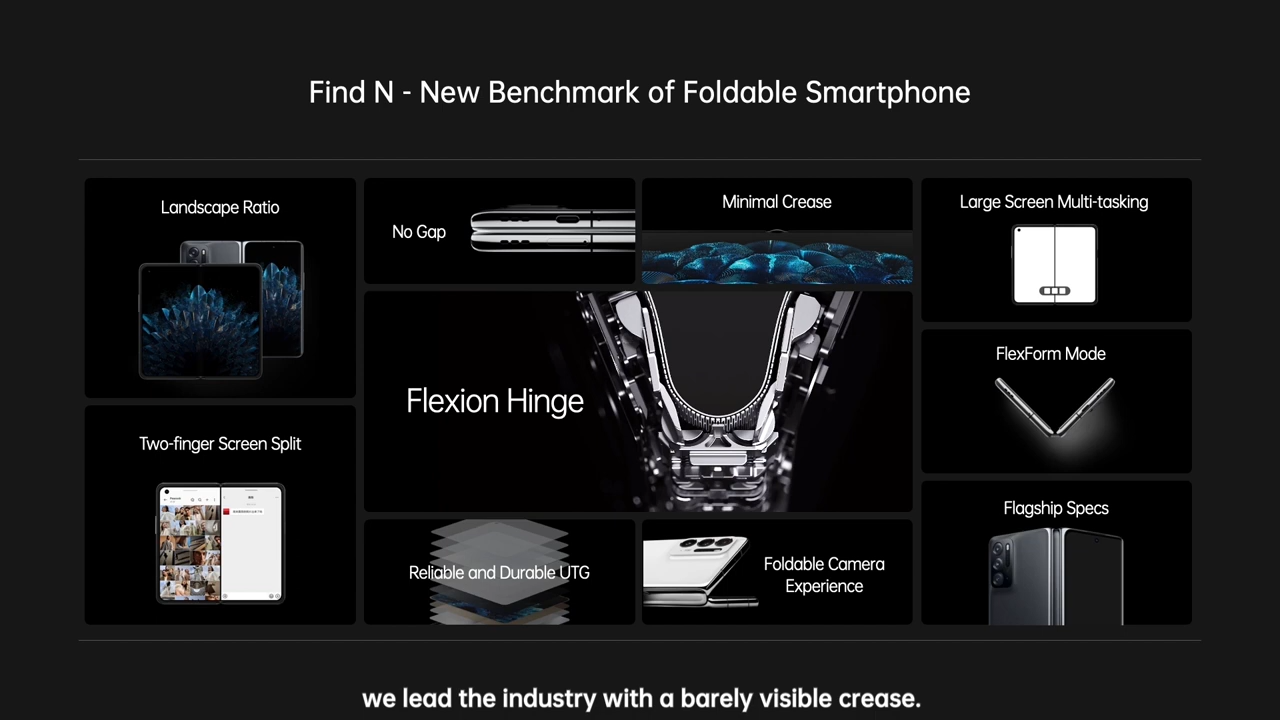 Find N - New Benchmark of Foldable Smartphone
Landscape Ratio
No Gap
Minimal Crease
Large Screen Multi-tasking
Flexion Hinge
FlexForm Mode
Two-finger Screen Split
Reliable and Durable UTG
Foldable Camera
Experience
Flagship Specs
we lead the industry with a barely visible crease.